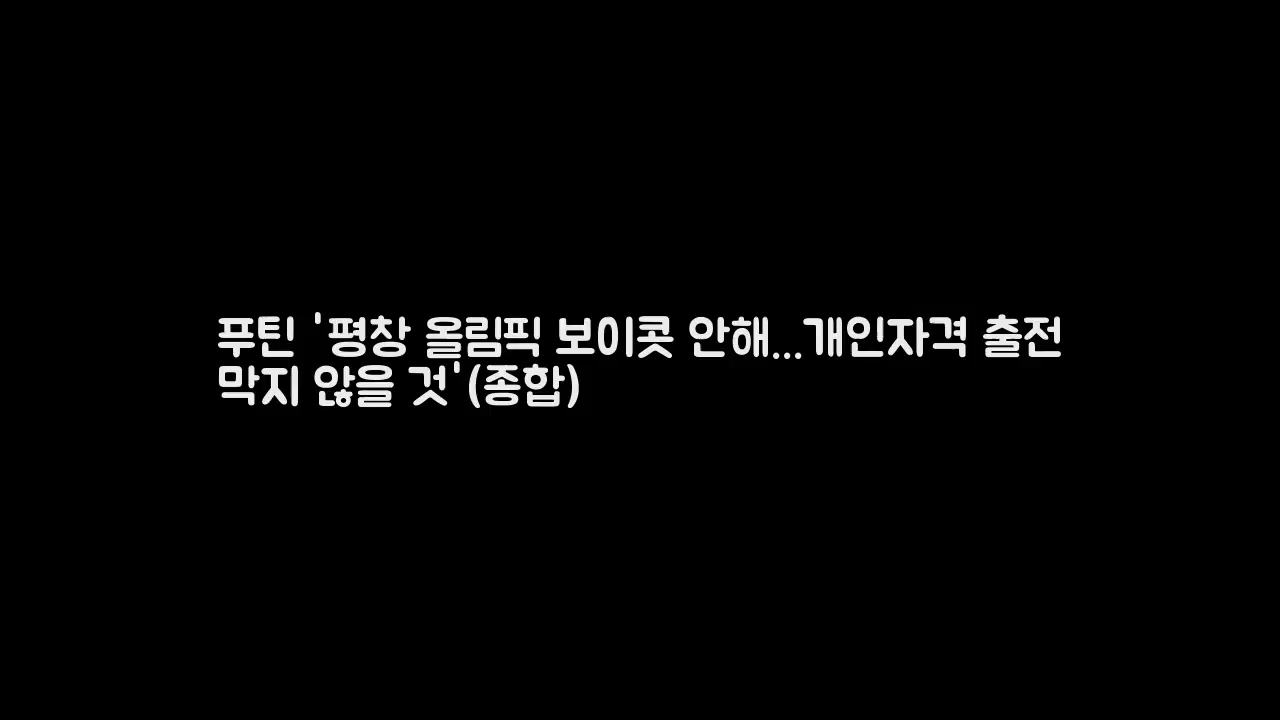 푸틴 '평창 올림픽 보이콧 안해...개인자격 출전
막지 않을 것'(종합)